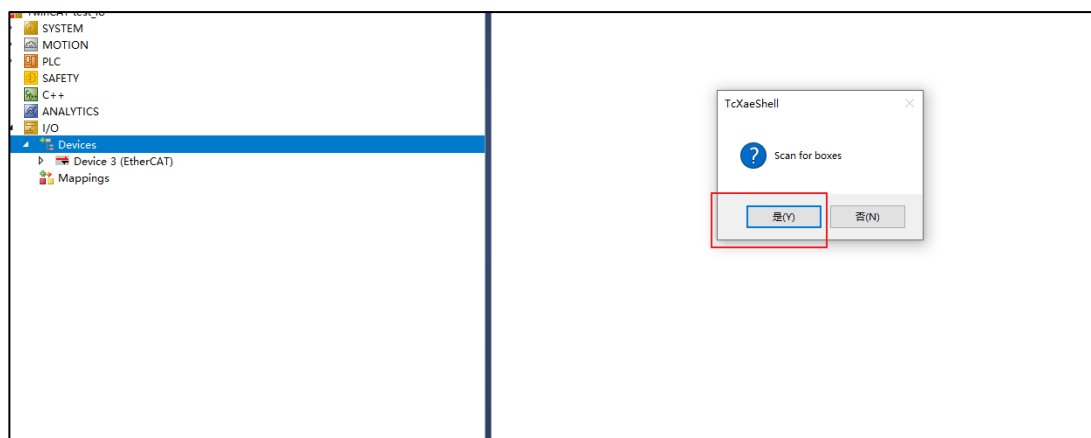 SYSTEM
MOTION
PLC
SAFETY
C++
ANALYTICS
I/O
Devices
Device 3 (EtherCAT)
Mappings
TcXaeShell
Scan for boxes
是(Y)
否(N)